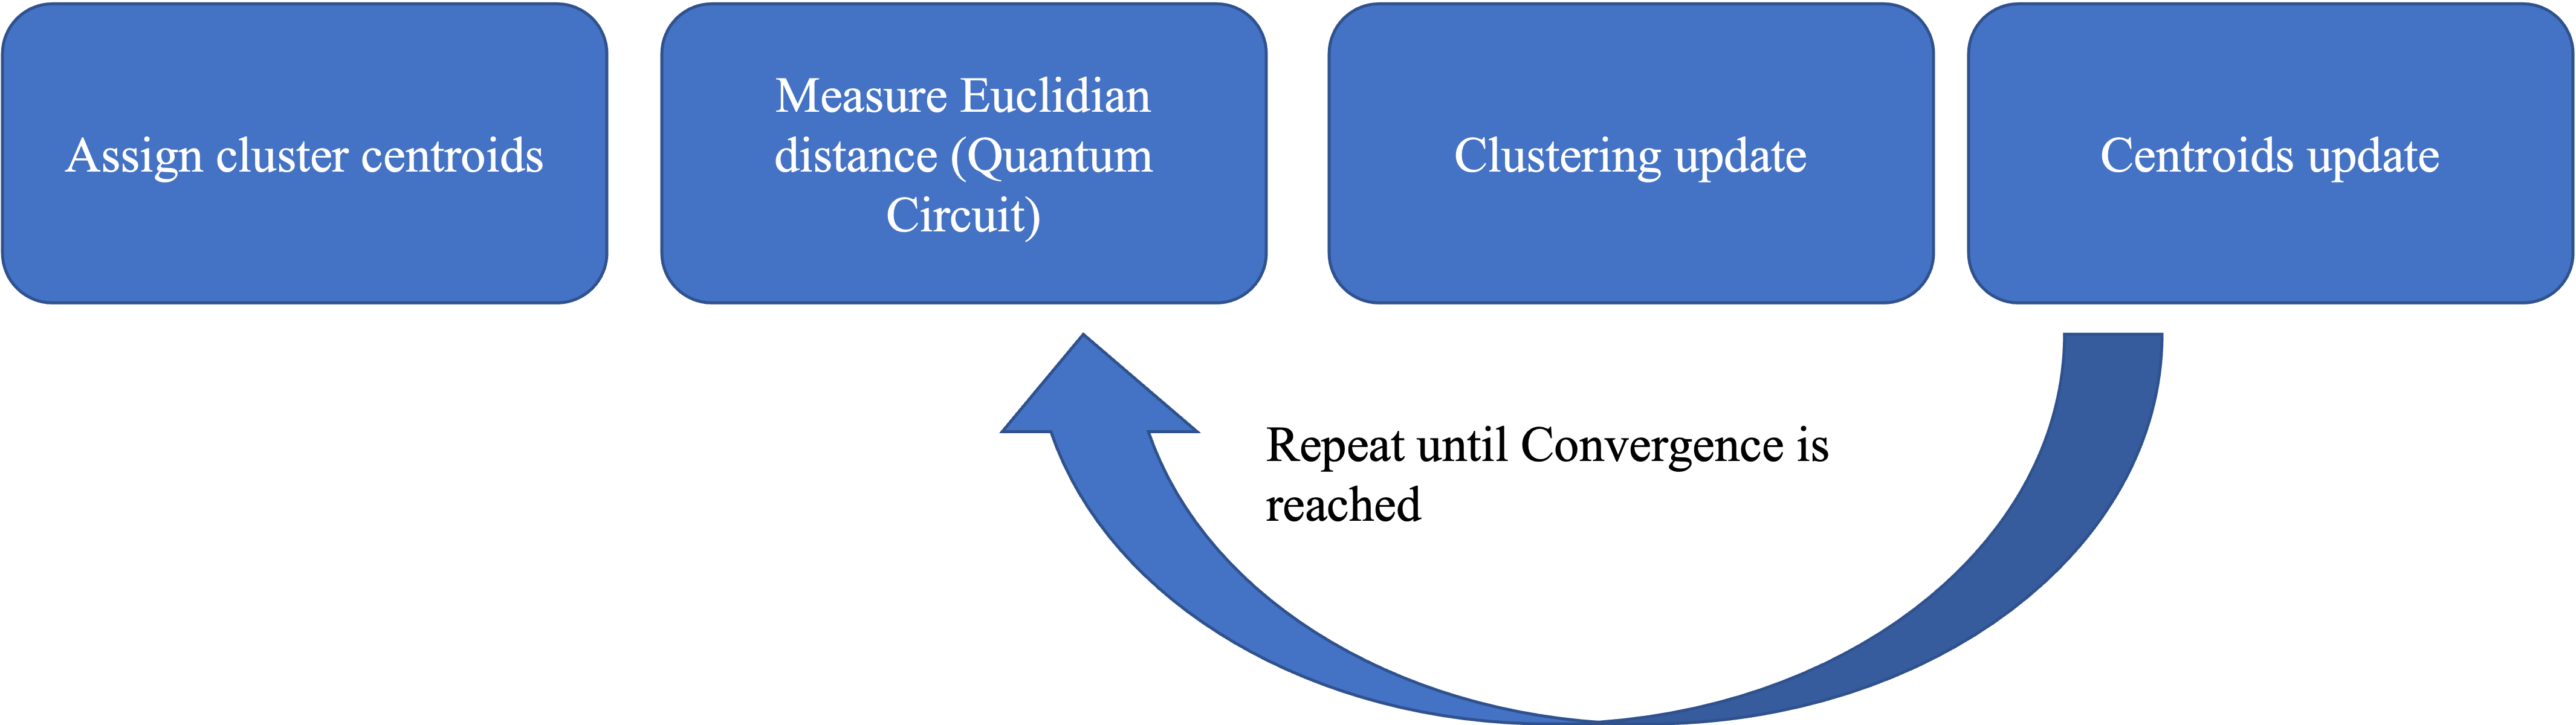 Assign cluster centroids
Measure Euclidian
distance (Quantum
Circuit)
Clustering update
Centroids update
Repeat until Convergence is
reached